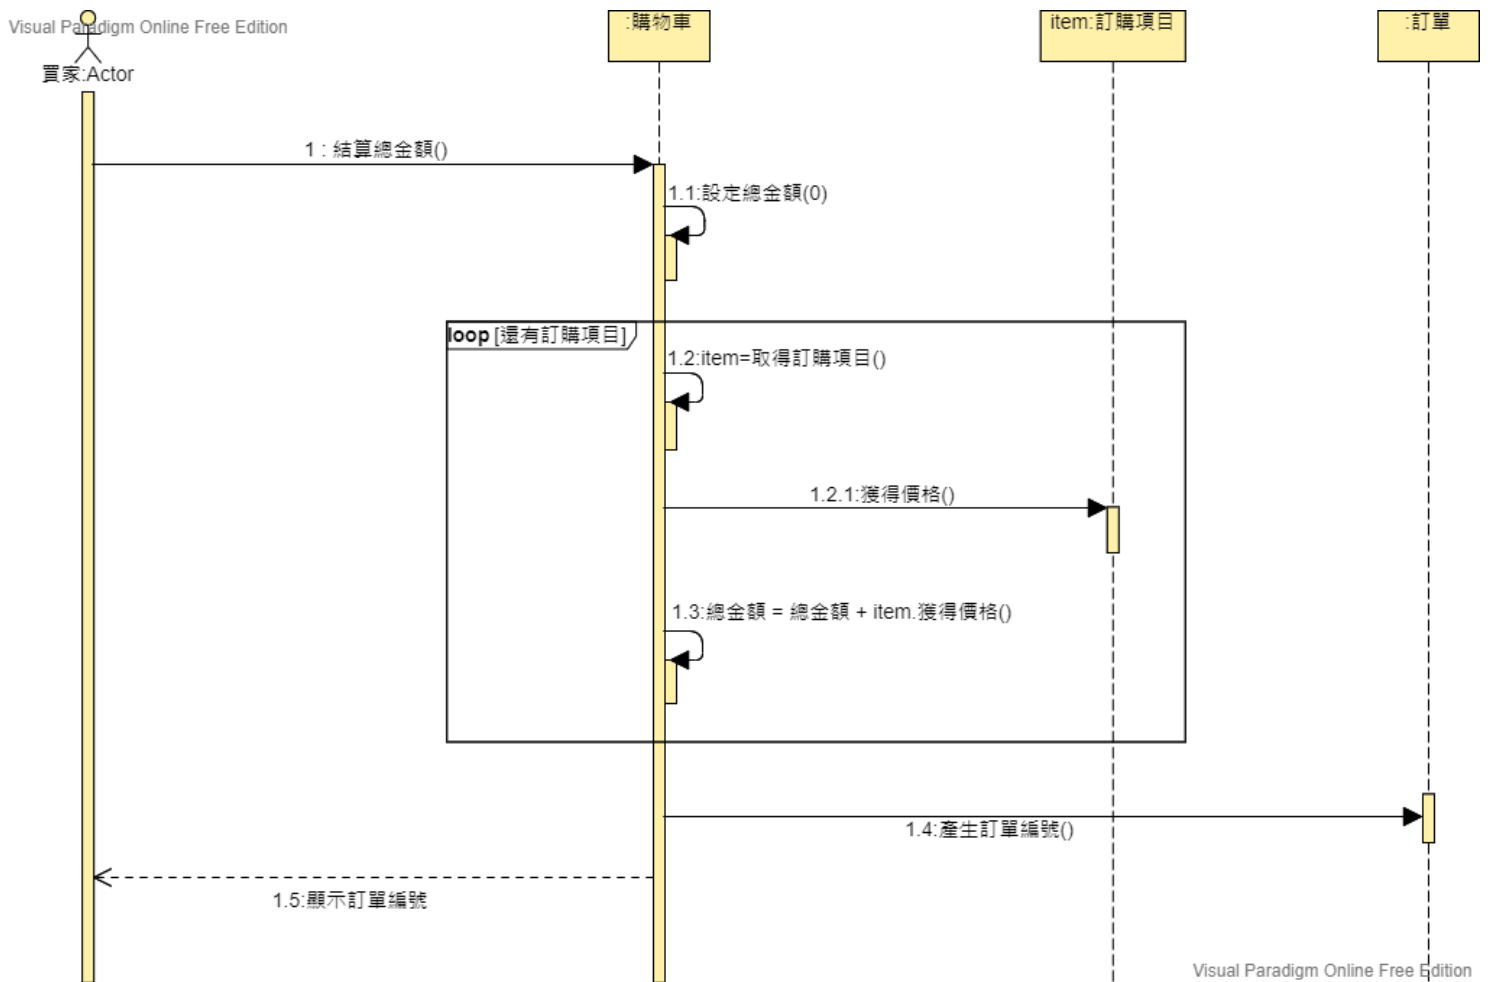 Visual Paradigm Online Free Edition
買家:Actor
:購物車
item:訂購項目
:訂單
1 : 結算總金額()
1.1:設定總金額(0)
loop [還有訂購項目]
1.2:item=取得訂購項目()
1.2.1:獲得價格()
1.3:總金額 = 總金額 + item.獲得價格()
1.4:產生訂單編號()
1.5:顯示訂單編號
Visual Paradigm Online Free Edition